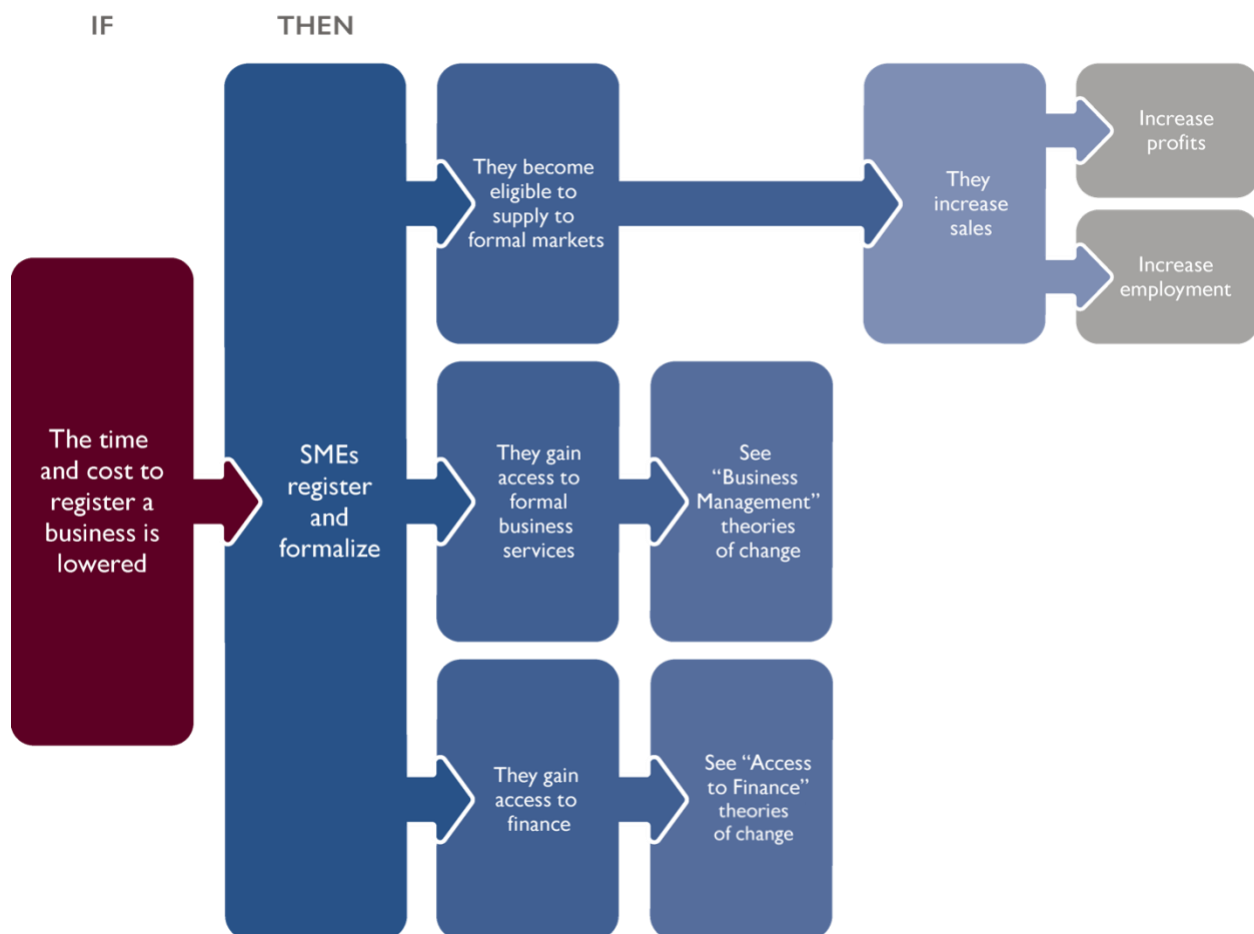 IF
THEN
The time
and cost to
register a
business is
lowered
SMEs
register
and
formalize
They become
eligible to
supply to
formal markets
They
increase
sales
Increase
profits
Increase
employment
They gain
access to
formal
business
services
See
“Business
Management”
theories
of change
They gain
access to
finance
See “Access
to Finance”
theories
of change